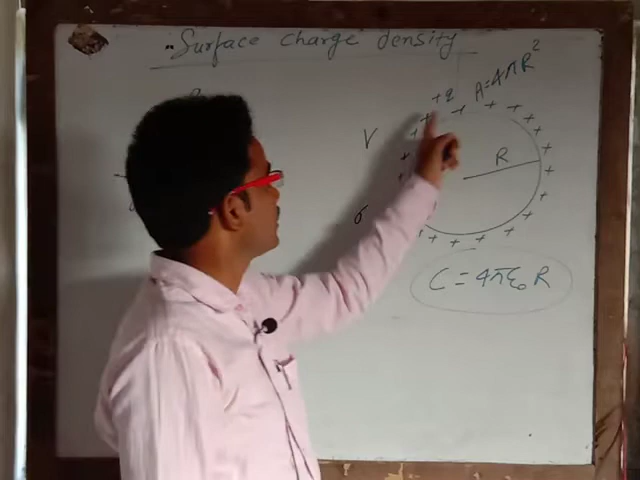 Surface charge density
+q
A=4πR²
V
R
σ
C = 4πε₀R